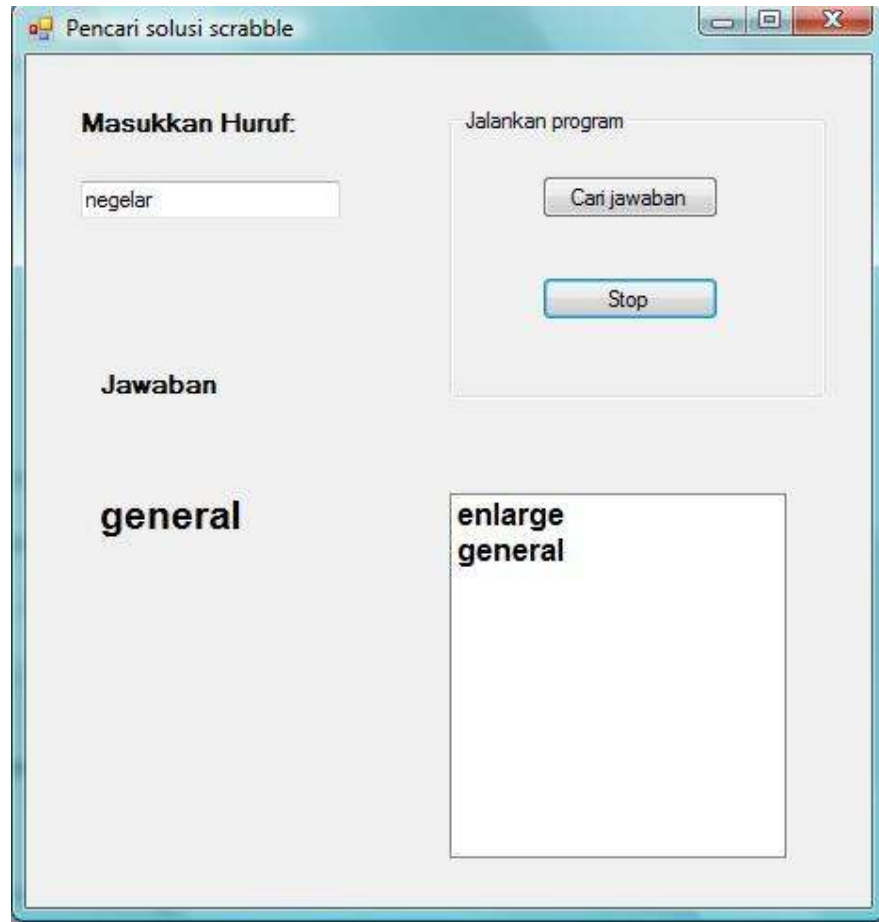 Pencari solusi scrabble
Masukkan Huruf:
negelar
Jalankan program
Cari jawaban
Stop
Jawaban
general
enlarge
general